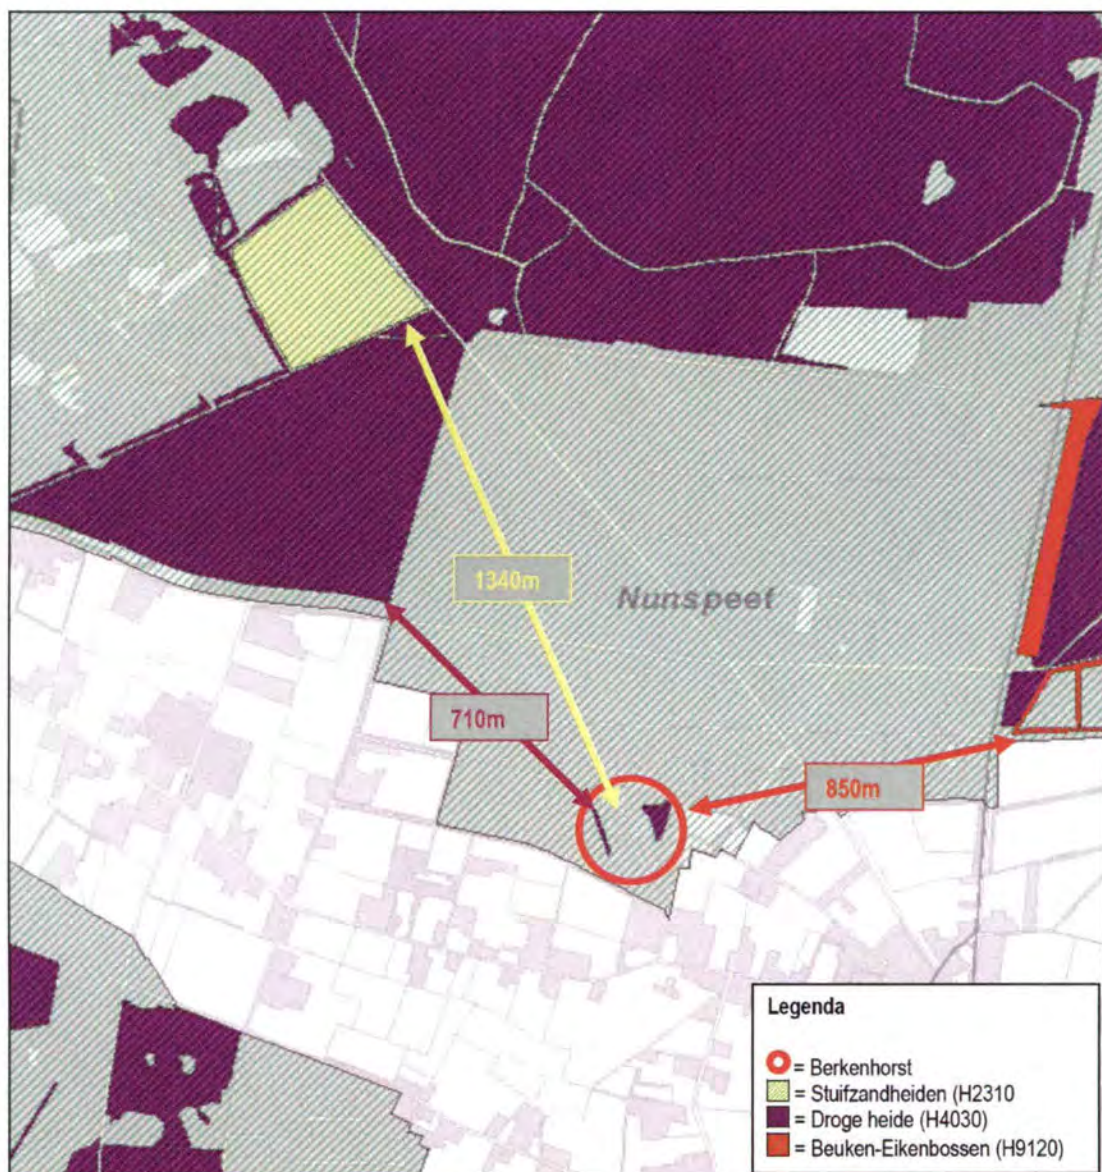 1340m
Nunspeet
710m
850m
Legenda
= Berkenhorst
= Stuifzandheiden (H2310
= Droge heide (H4030)
= Beuken-Eikenbossen (H9120)